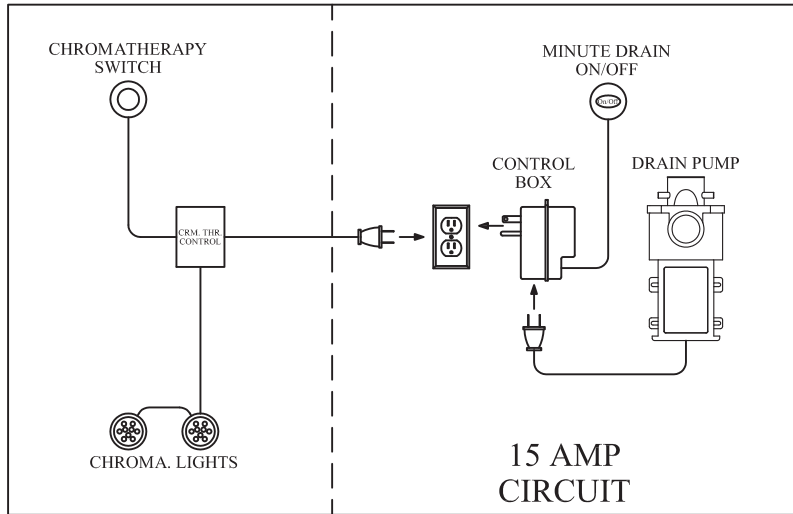 CHROMATHERAPY
SWITCH
MINUTE DRAIN
ON/OFF
On/Off
CONTROL
BOX
DRAIN PUMP
CRM. THR.
CONTROL
CHROMA. LIGHTS
15 AMP
CIRCUIT